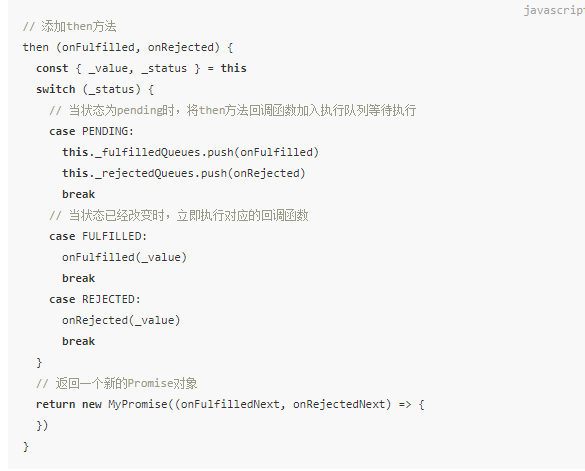 javascript
// 添加then方法
then (onFulfilled, onRejected) {
  const { _value, _status } = this
  switch (_status) {
    // 当状态为pending时，将then方法回调函数加入执行队列等待执行
    case PENDING:
      this._fulfilledQueues.push(onFulfilled)
      this._rejectedQueues.push(onRejected)
      break
    // 当状态已经改变时，立即执行对应的回调函数
    case FULFILLED:
      onFulfilled(_value)
      break
    case REJECTED:
      onRejected(_value)
      break
  }
  // 返回一个新的Promise对象
  return new MyPromise((onFulfilledNext, onRejectedNext) => {
  })
}